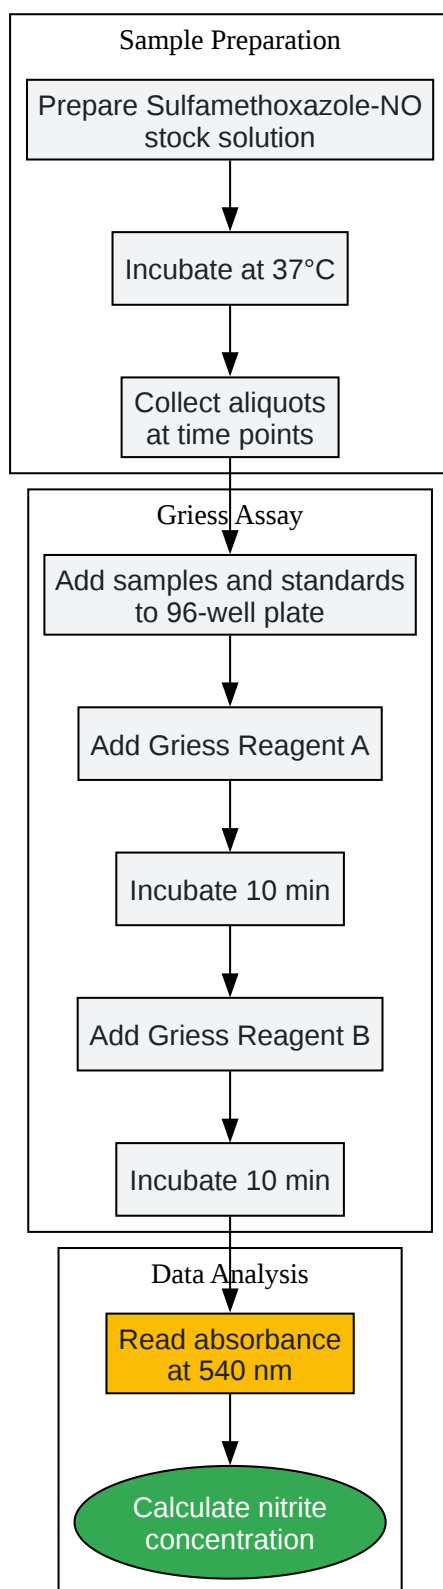 Sample Preparation
Prepare Sulfamethoxazole-NO
stock solution
Incubate at 37°C
Collect aliquots
at time points
Griess Assay
Add samples and standards
to 96-well plate
Add Griess Reagent A
Incubate 10 min
Add Griess Reagent B
Incubate 10 min
Data Analysis
Read absorbance
at 540 nm
Calculate nitrite
concentration